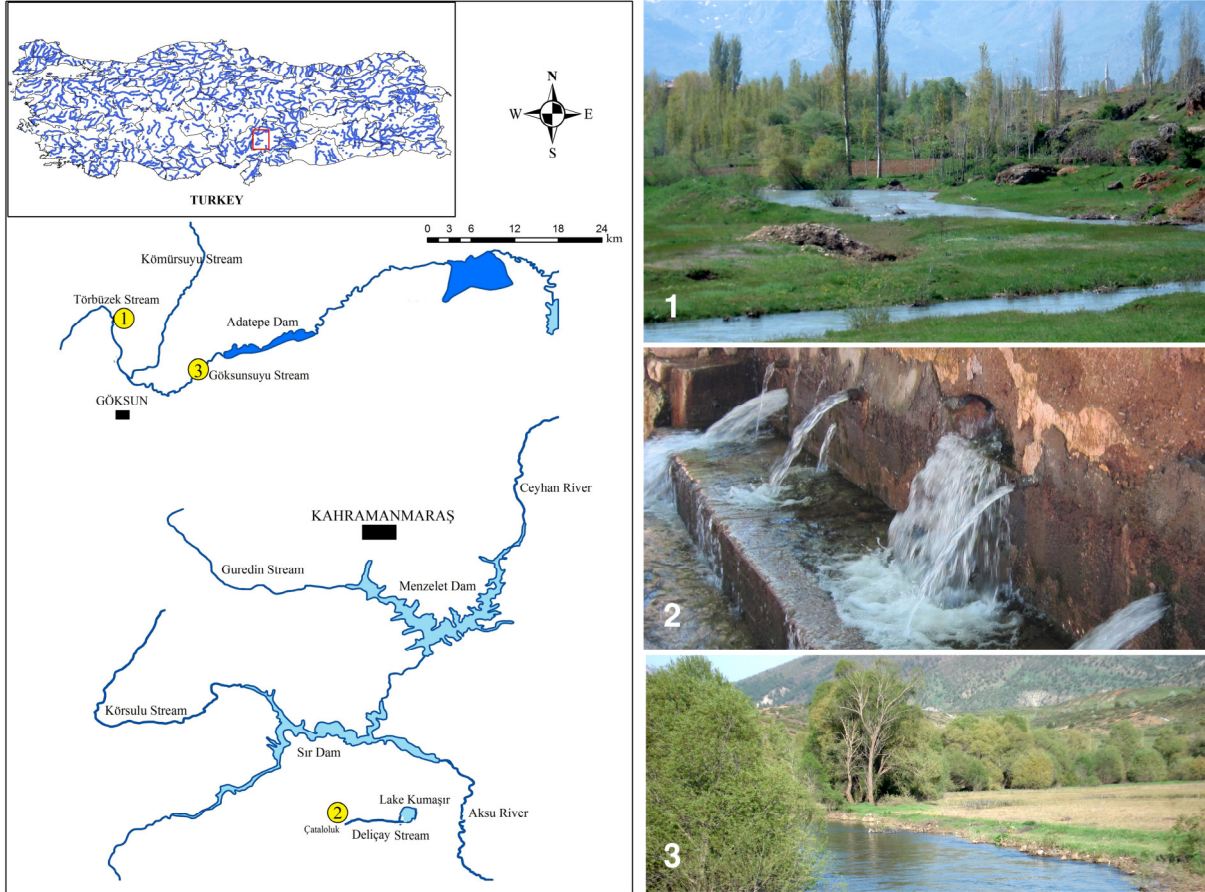 TURKEY
N
W E
S
0 3 6 12 18 24
km
Kömürsuyu Stream
Törbüzek Stream
1
Adatepe Dam
3
Göksunsuyu Stream
GÖKSUN
Ceyhan River
KAHRAMANMARAŞ
Guredin Stream
Menzelet Dam
Körsulu Stream
Sır Dam
2
Çataloluk
Lake Kumaşır
Deliçay Stream
Aksu River
1
2
3